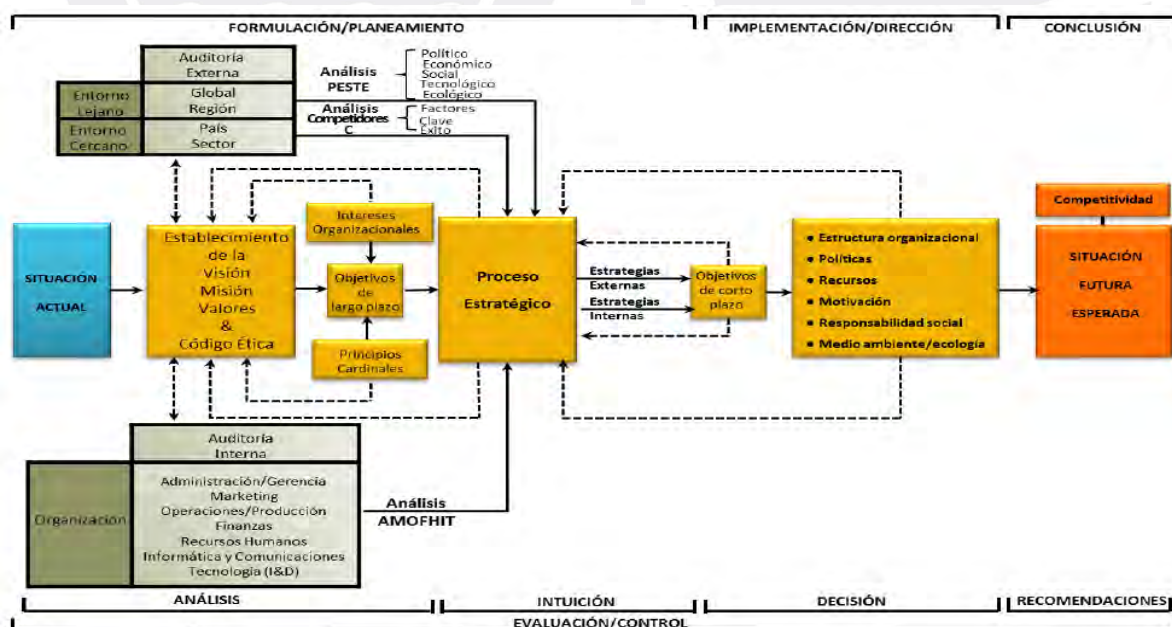 FORMULACIÓN/PLANEAMIENTO
IMPLEMENTACIÓN/DIRECCIÓN
CONCLUSIÓN
Auditoría
Externa
Entorno
Lejano
Global
Región
Entorno
Cercano
País
Sector
Análisis
PESTE
Político
Económico
Social
Tecnológico
Ecológico
Análisis
Competidores
C
Factores
Clave
Éxito
SITUACIÓN
ACTUAL
Establecimiento
de la
Visión
Misión
Valores
&
Código Ética
Intereses
Organizacionales
Objetivos
de
largo plazo
Principios
Cardinales
Proceso
Estratégico
Estrategias
Externas
Estrategias
Internas
Objetivos
de corto
plazo
• Estructura organizacional
• Políticas
• Recursos
• Motivación
• Responsabilidad social
• Medio ambiente/ecología
Competitividad
SITUACIÓN
FUTURA
ESPERADA
Auditoría
Interna
Organización
Administración/Gerencia
Marketing
Operaciones/Producción
Finanzas
Recursos Humanos
Informática y Comunicaciones
Tecnología (I&D)
Análisis
AMOFHIT
ANÁLISIS
INTUICIÓN
DECISIÓN
RECOMENDACIONES
EVALUACIÓN/CONTROL